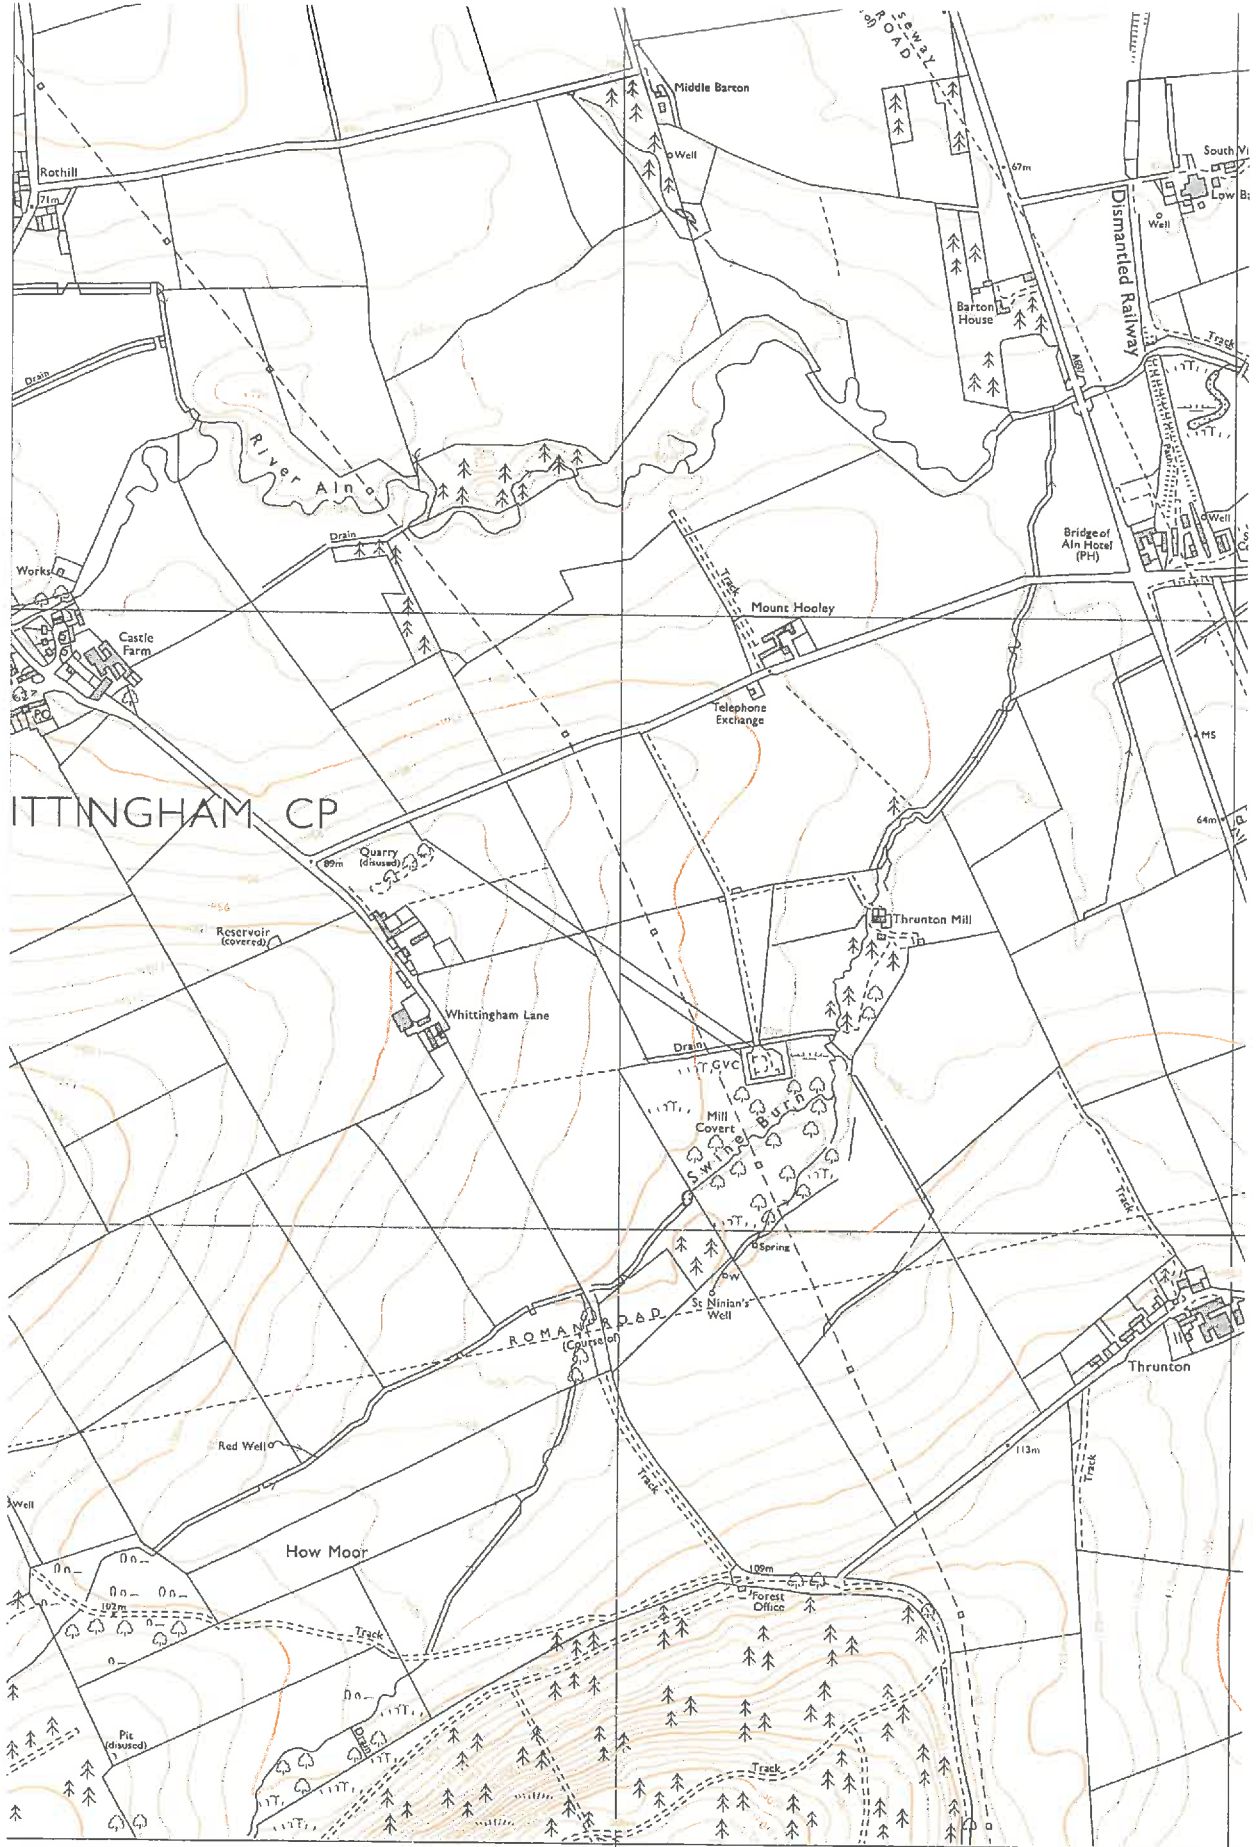 ROAD
Middle Barton
Well
Rothill
71m
67m
South Vi
Low Ba
Well
Dismantled Railway
Barton
House
Track
A697
Drain
River Aln
Path
Well
Bridge of
Aln Hotel
(PH)
Drain
Works
Track
Mount Hooley
Castle
Farm
PO
Telephone
Exchange
MS
ITTINGHAM CP
64m
89m
Quarry
(disused)
Reservoir
(covered)
Thrunton Mill
Whittingham Lane
Drain
GVC
Mill
Covert
Swine Burn
Track
Spring
W
St Ninian's
Well
ROMAN ROAD
(Course of)
Thrunton
Red Well
113m
Track
Track
Well
How Moor
109m
Forest
Office
102m
Track
Pit
(disused)
Drain
Track